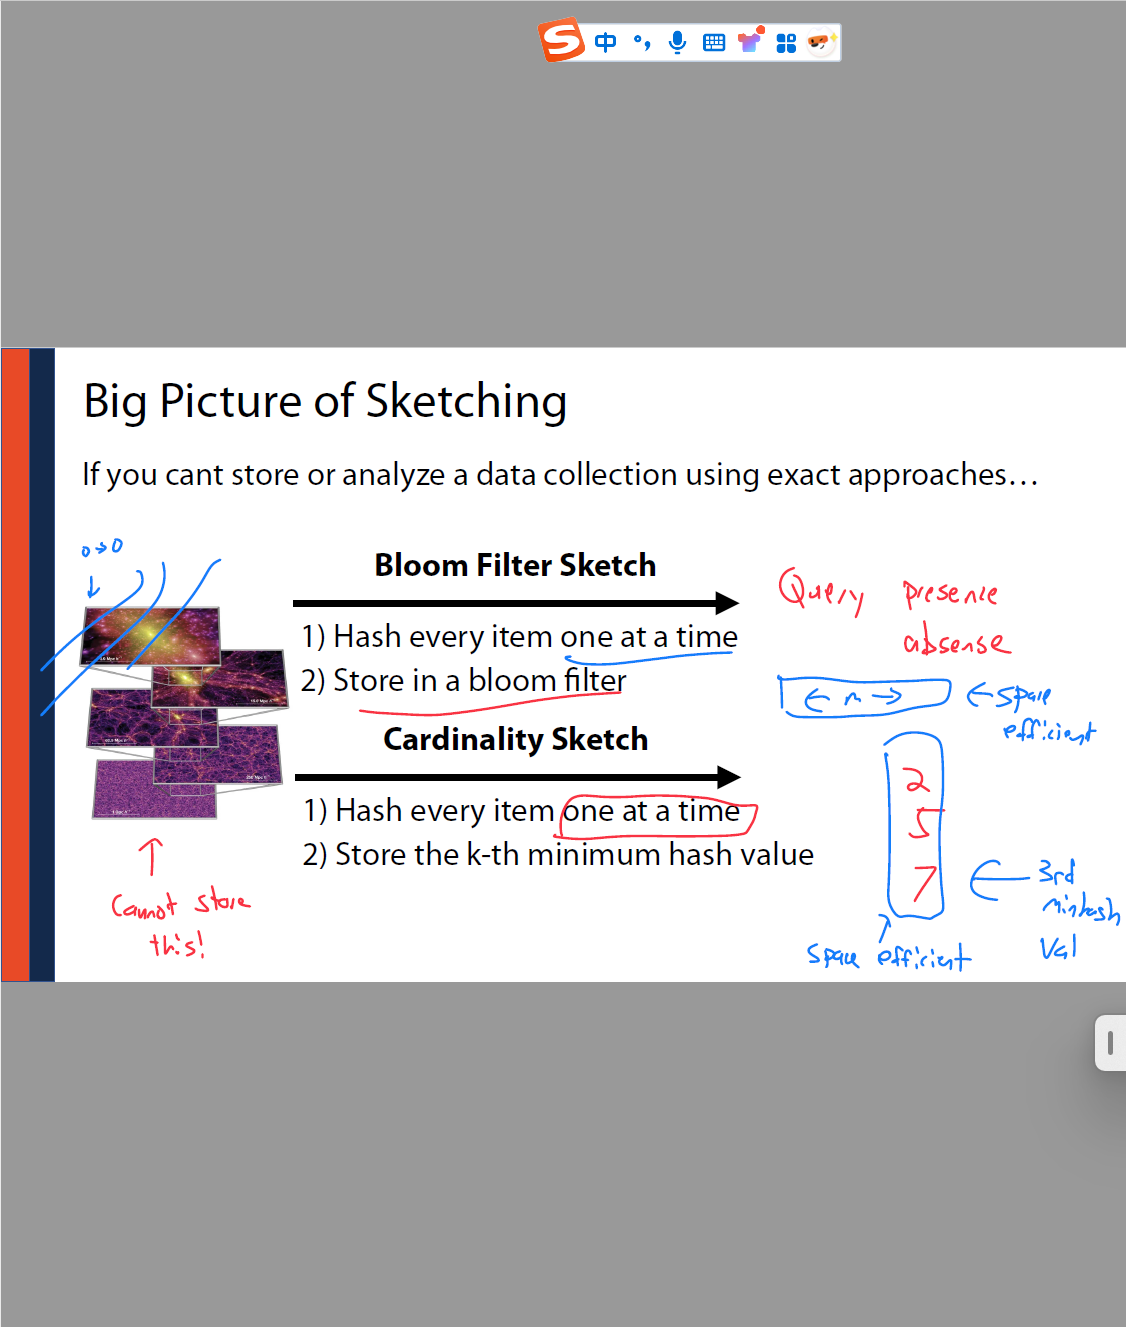 S 中
Big Picture of Sketching
If you cant store or analyze a data collection using exact approaches…
0→0
Bloom Filter Sketch
1) Hash every item one at a time
2) Store in a bloom filter
Query presence
absense
← m →
← space
efficient
Cardinality Sketch
1) Hash every item one at a time
2) Store the k-th minimum hash value
2
5
7
3rd
minhash
val
space efficient
Cannot store
this!